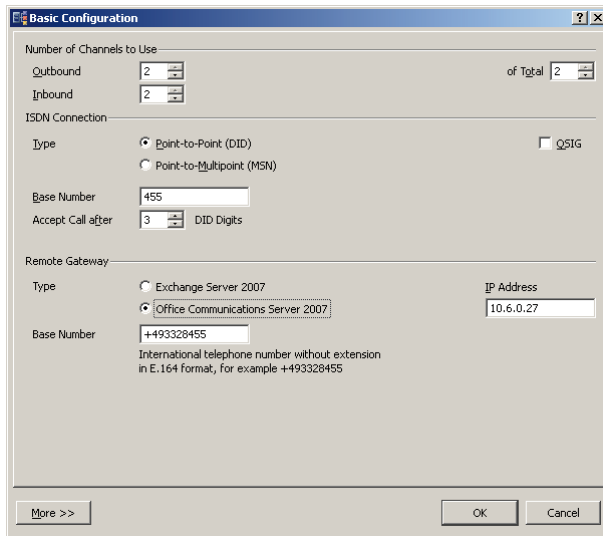 Basic Configuration
Number of Channels to Use
Outbound 2 of Total 2
Inbound 2
ISDN Connection
Type Point-to-Point (DID) QSIG
Point-to-Multipoint (MSN)
Base Number 455
Accept Call after 3 DID Digits
Remote Gateway
Type Exchange Server 2007 IP Address
Office Communications Server 2007 10.6.0.27
Base Number +493328455
International telephone number without extension
in E.164 format, for example +493328455
More >> OK Cancel